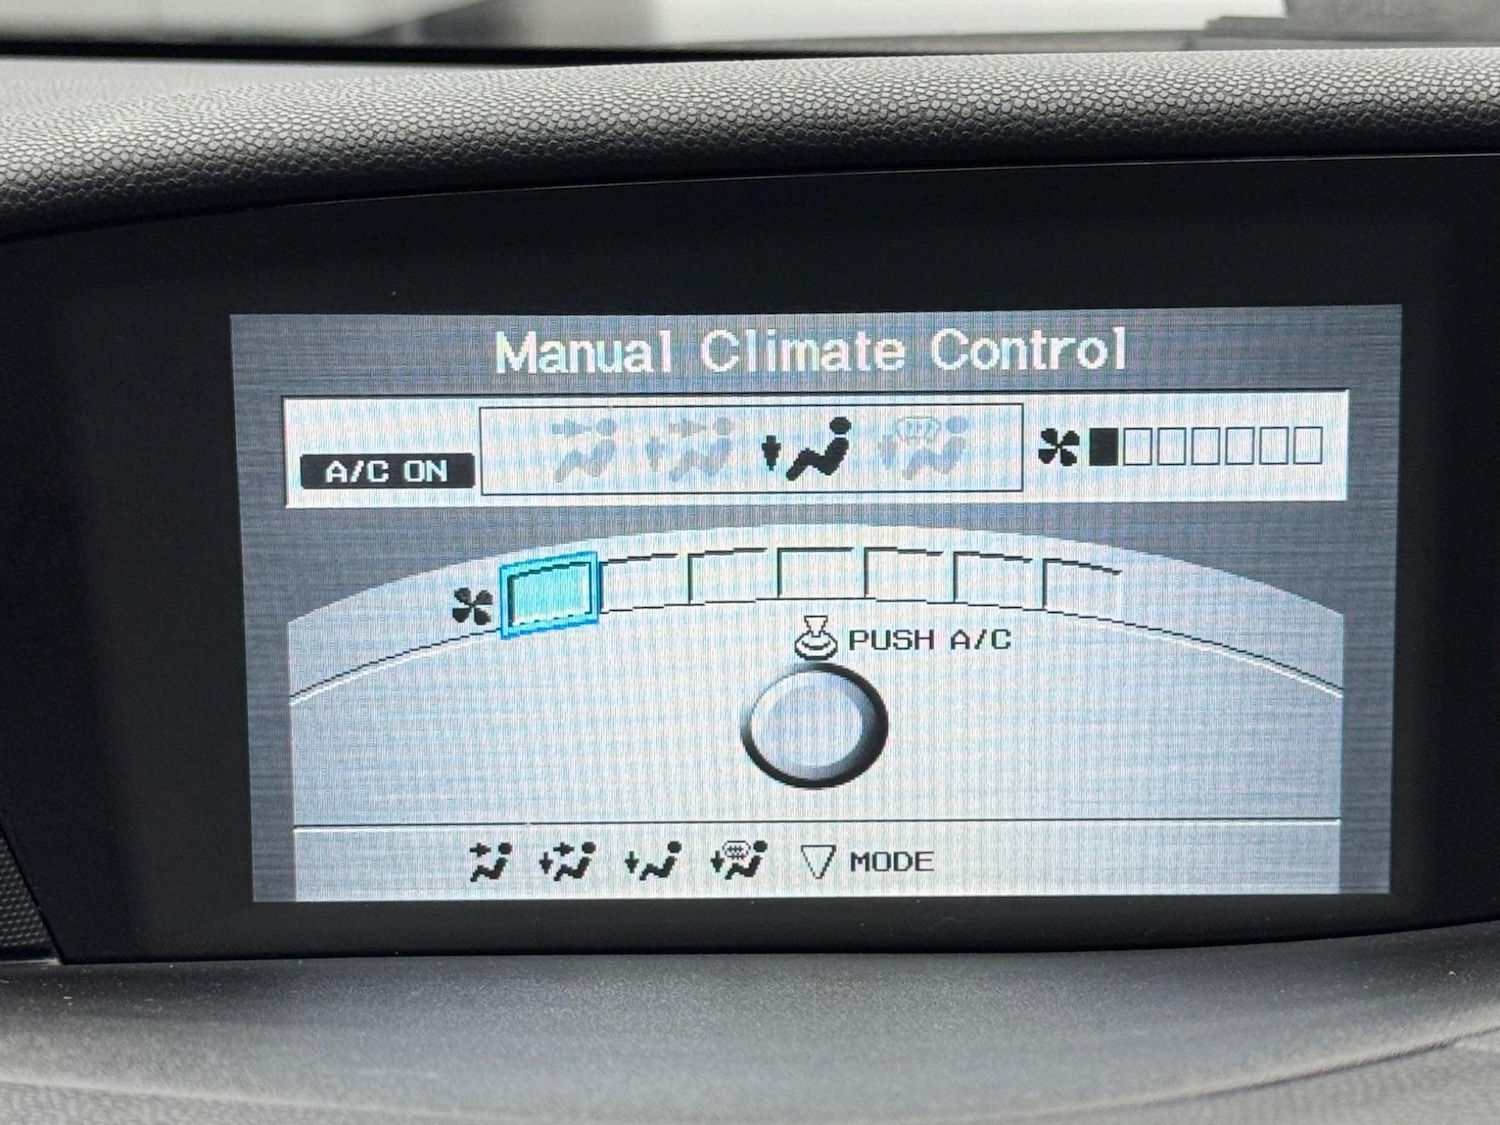 Manual Climate Control
A/C ON
PUSH A/C
MODE